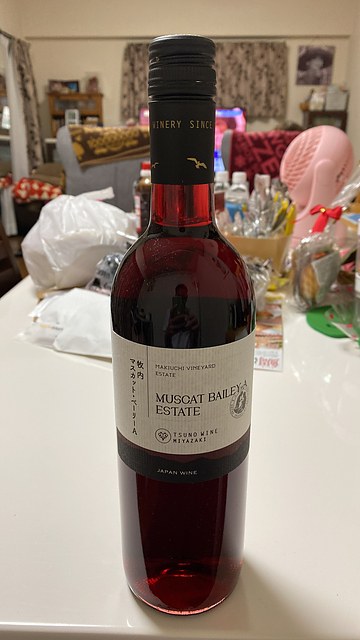 WINERY SINCE
牧内
マスカット・ベーリーA
MAKIUCHI VINEYARD
ESTATE
MUSCAT BAILEY-A
ESTATE
TSUNO WINE
MIYAZAKI
JAPAN WINE